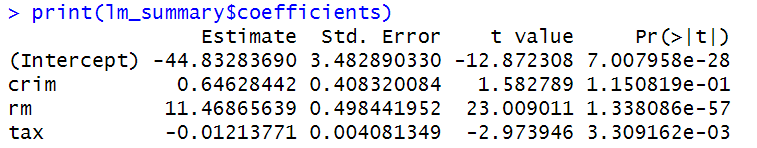 > print(lm_summary$coefficients)
Estimate Std. Error t value Pr(>|t|)
(Intercept) -44.83283690 3.482890330 -12.872308 7.007958e-28
crim 0.64628442 0.408320084 1.582789 1.150819e-01
rm 11.46865639 0.498441952 23.009011 1.338086e-57
tax -0.01213771 0.004081349 -2.973946 3.309162e-03